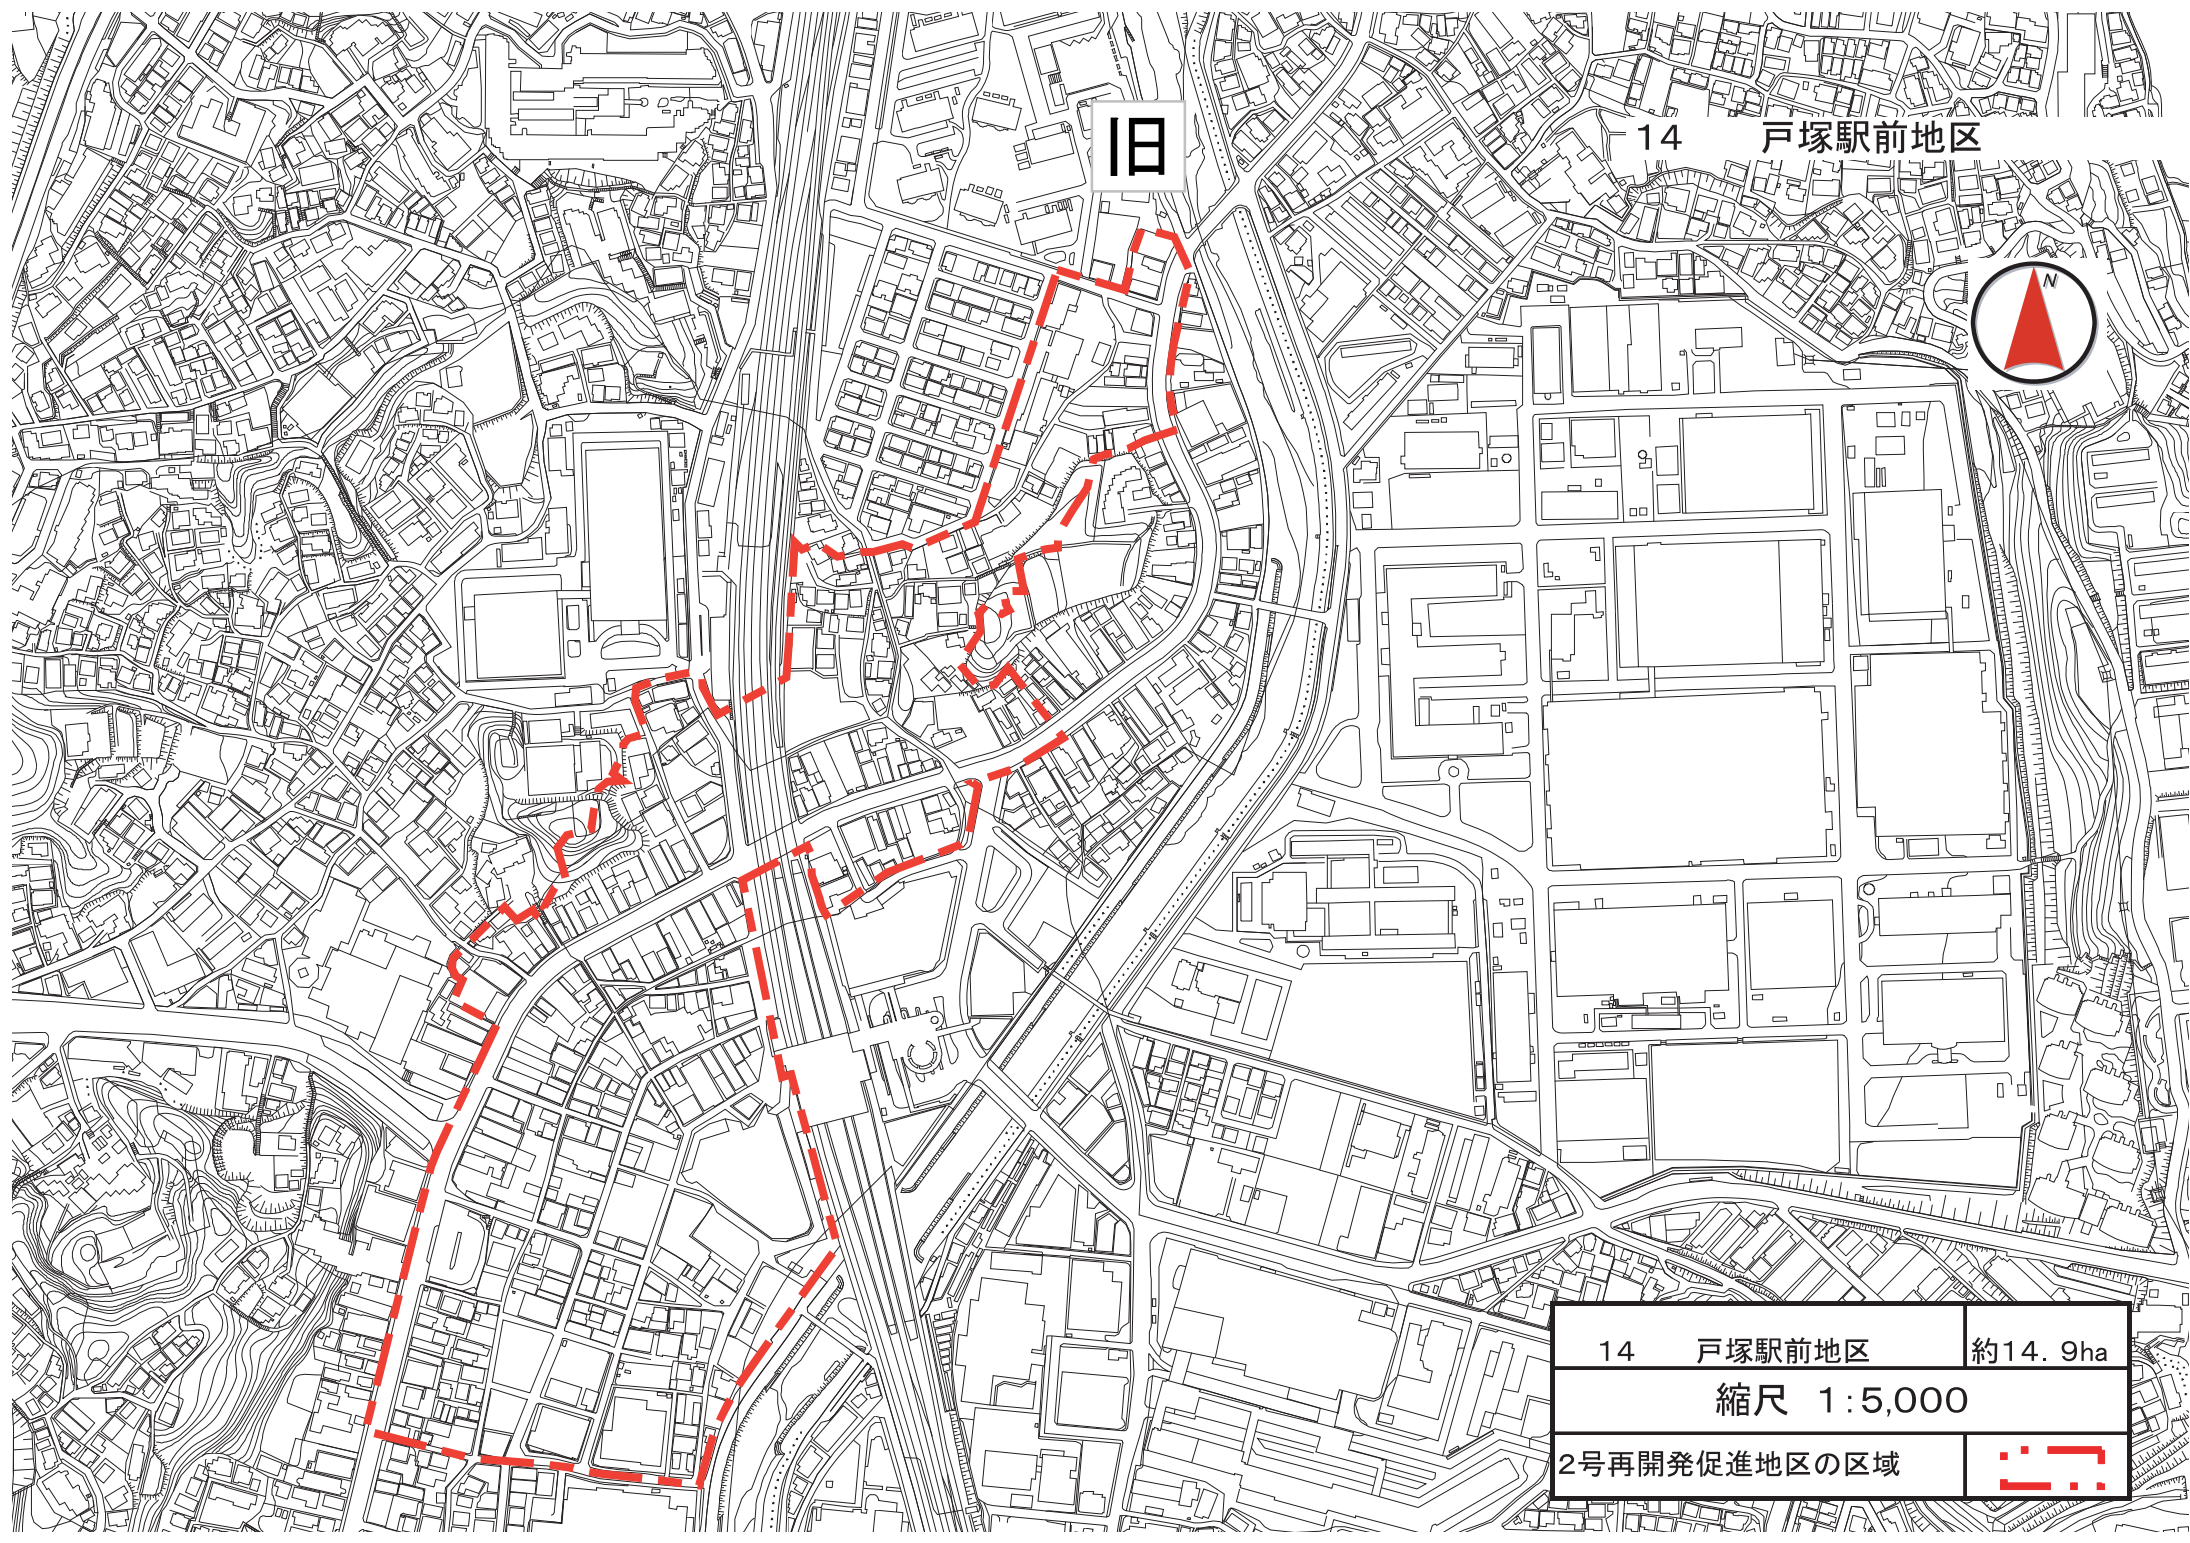 旧
14　戸塚駅前地区
N
14　戸塚駅前地区　約14.9ha
縮尺　1:5,000
2号再開発促進地区の区域